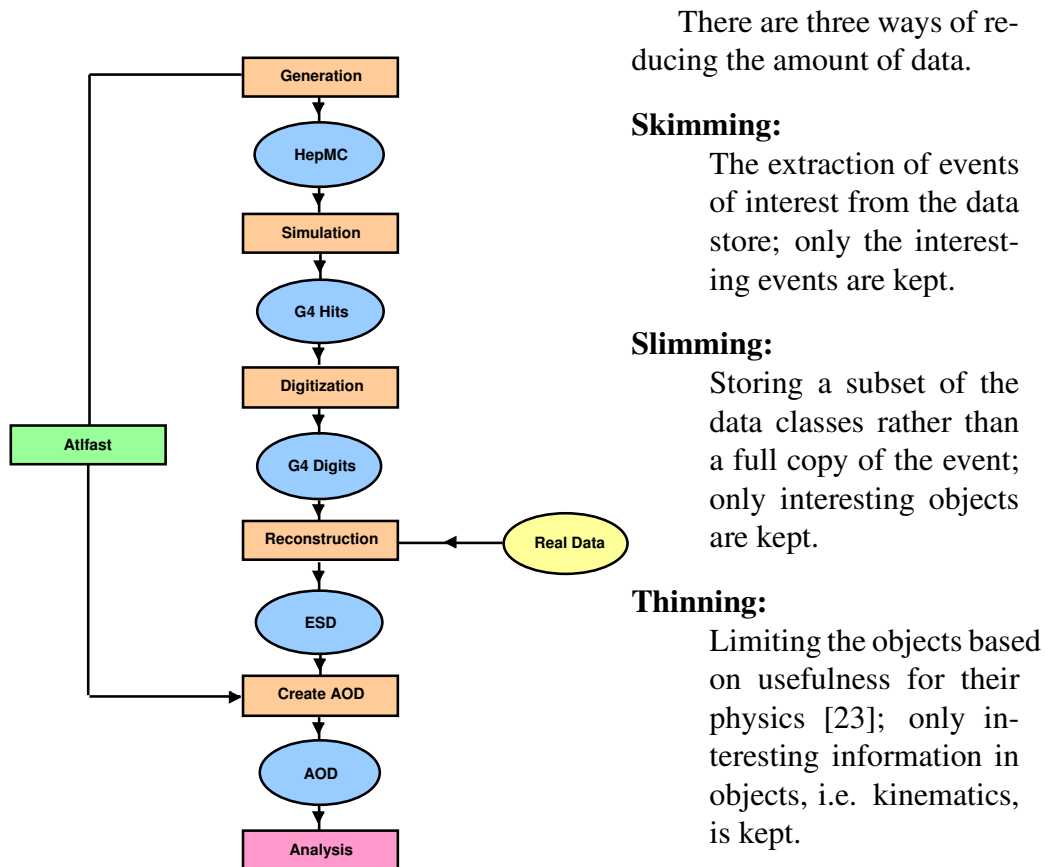 Generation
HepMC
Simulation
G4 Hits
Digitization
Atlfast
G4 Digits
Reconstruction
Real Data
ESD
Create AOD
AOD
Analysis
There are three ways of re-
ducing the amount of data.
Skimming:
The extraction of events
of interest from the data
store; only the interest-
ing events are kept.
Slimming:
Storing a subset of the
data classes rather than
a full copy of the event;
only interesting objects
are kept.
Thinning:
Limiting the objects based
on usefulness for their
physics [23]; only in-
teresting information in
objects, i.e. kinematics,
is kept.